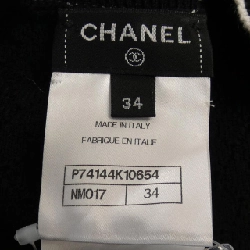 CHANEL
34
MADE IN ITALY
FABRIQUE EN ITALIE
P74144K10654
NM017 34